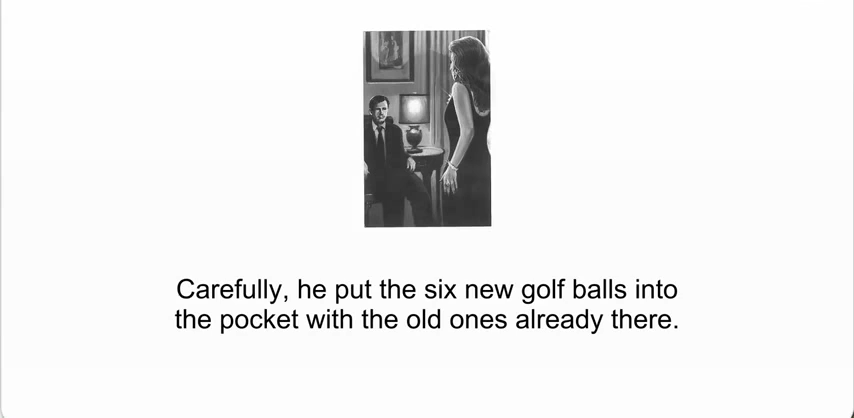 Carefully, he put the six new golf balls into
the pocket with the old ones already there.